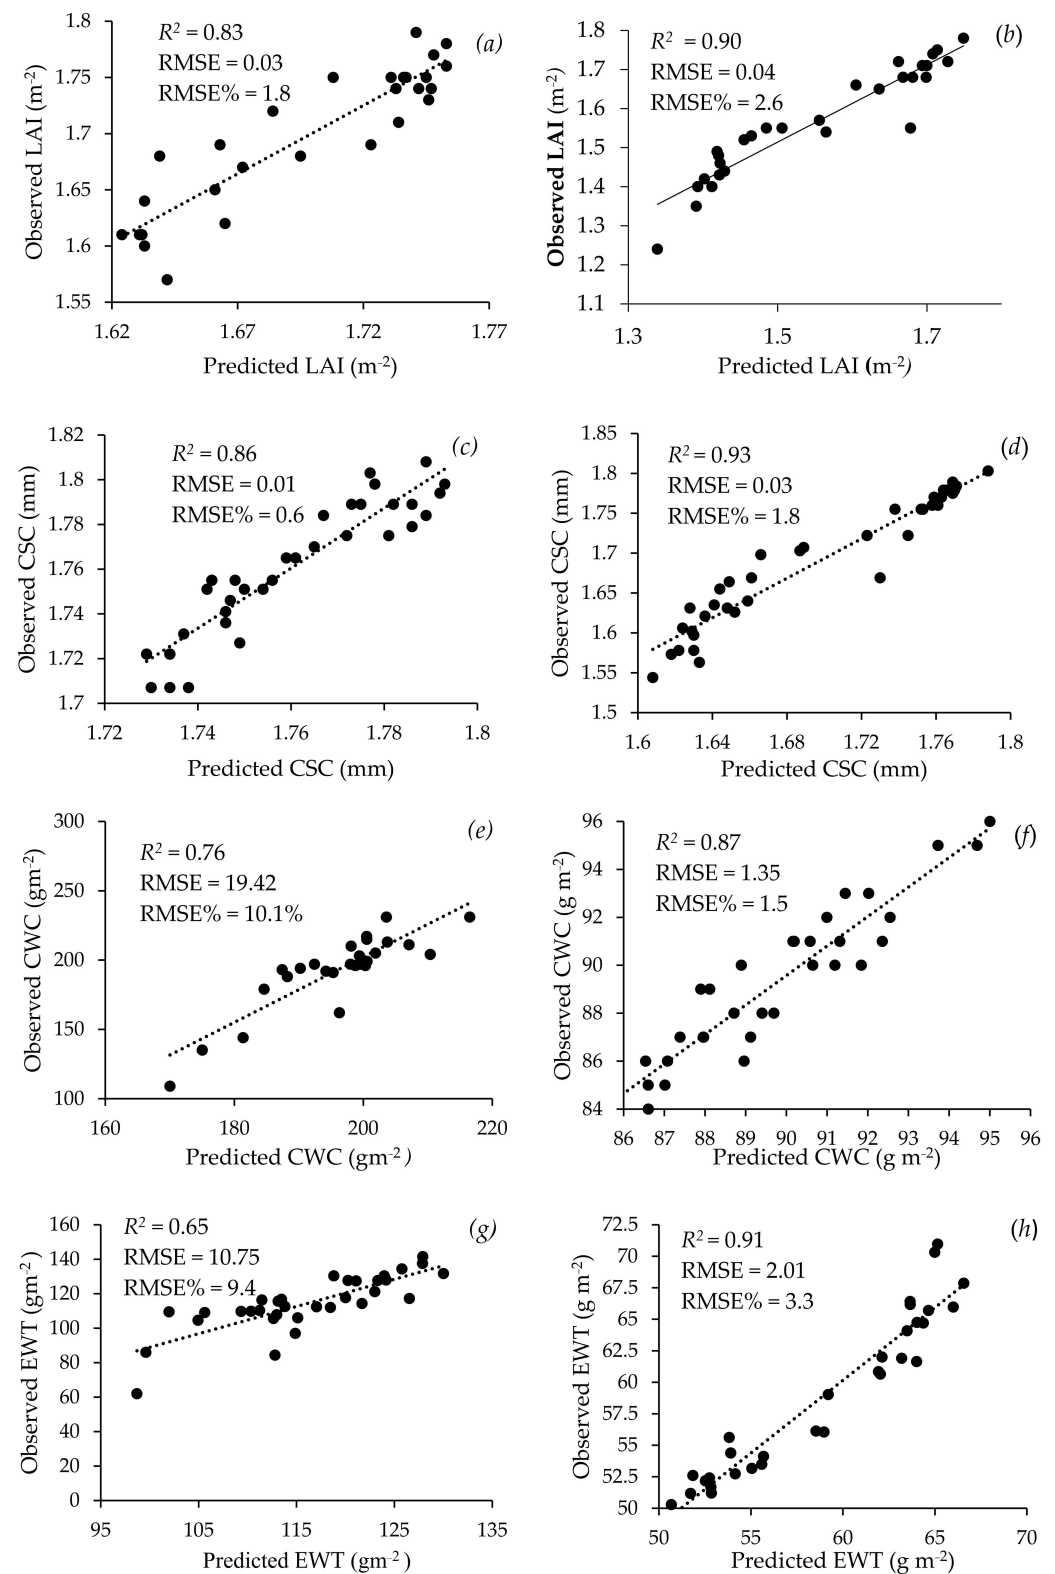 R² = 0.83
RMSE = 0.03
RMSE% = 1.8
(a)
1.8
1.75
1.7
1.65
1.6
1.55
Observed LAI (m⁻²)
1.62 1.67 1.72 1.77
Predicted LAI (m⁻²)
R² = 0.90
RMSE = 0.04
RMSE% = 2.6
(b)
1.8
1.7
1.6
1.5
1.4
1.3
1.2
1.1
Observed LAI (m⁻²)
1.3 1.5 1.7
Predicted LAI (m⁻²)
R² = 0.86
RMSE = 0.01
RMSE% = 0.6
(c)
1.82
1.8
1.78
1.76
1.74
1.72
1.7
Observed CSC (mm)
1.72 1.74 1.76 1.78 1.8
Predicted CSC (mm)
R² = 0.93
RMSE = 0.03
RMSE% = 1.8
(d)
1.85
1.8
1.75
1.7
1.65
1.6
1.55
1.5
Observed CSC (mm)
1.6 1.64 1.68 1.72 1.76 1.8
Predicted CSC (mm)
R² = 0.76
RMSE = 19.42
RMSE% = 10.1%
(e)
300
250
200
150
100
Observed CWC (gm⁻²)
160 180 200 220
Predicted CWC (gm⁻²)
R² = 0.87
RMSE = 1.35
RMSE% = 1.5
(f)
96
94
92
90
88
86
84
Observed CWC (g m⁻²)
86 87 88 89 90 91 92 93 94 95 96
Predicted CWC (g m⁻²)
R² = 0.65
RMSE = 10.75
RMSE% = 9.4
(g)
160
140
120
100
80
60
40
20
0
Observed EWT (gm⁻²)
95 105 115 125 135
Predicted EWT (gm⁻²)
R² = 0.91
RMSE = 2.01
RMSE% = 3.3
(h)
72.5
70
67.5
65
62.5
60
57.5
55
52.5
50
Observed EWT (g m⁻²)
50 55 60 65 70
Predicted EWT (g m⁻²)